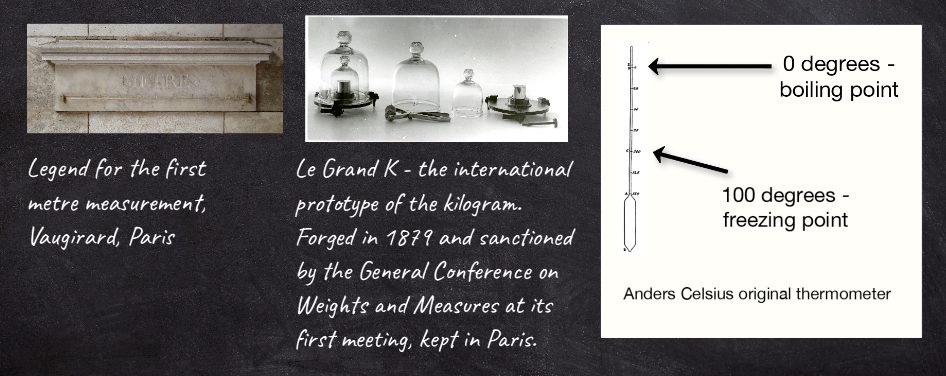 Legend for the first
metre measurement,
Vaugirard, Paris
Le Grand K - the international
prototype of the kilogram.
Forged in 1879 and sanctioned
by the General Conference on
Weights and Measures at its
first meeting, kept in Paris.
0 degrees -
boiling point
100 degrees -
freezing point
Anders Celsius original thermometer